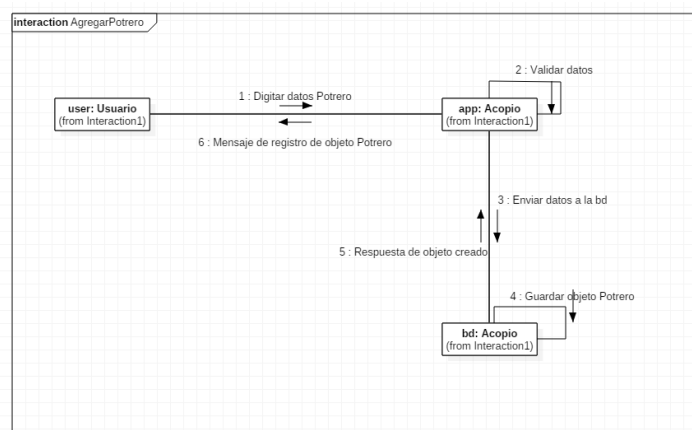 interaction AgregarPotrero
2 : Validar datos
1 : Digitar datos Potrero
user: Usuario
(from Interaction1)
app: Acopio
(from Interaction1)
6 : Mensaje de registro de objeto Potrero
3 : Enviar datos a la bd
5 : Respuesta de objeto creado
4 : Guardar objeto Potrero
bd: Acopio
(from Interaction1)